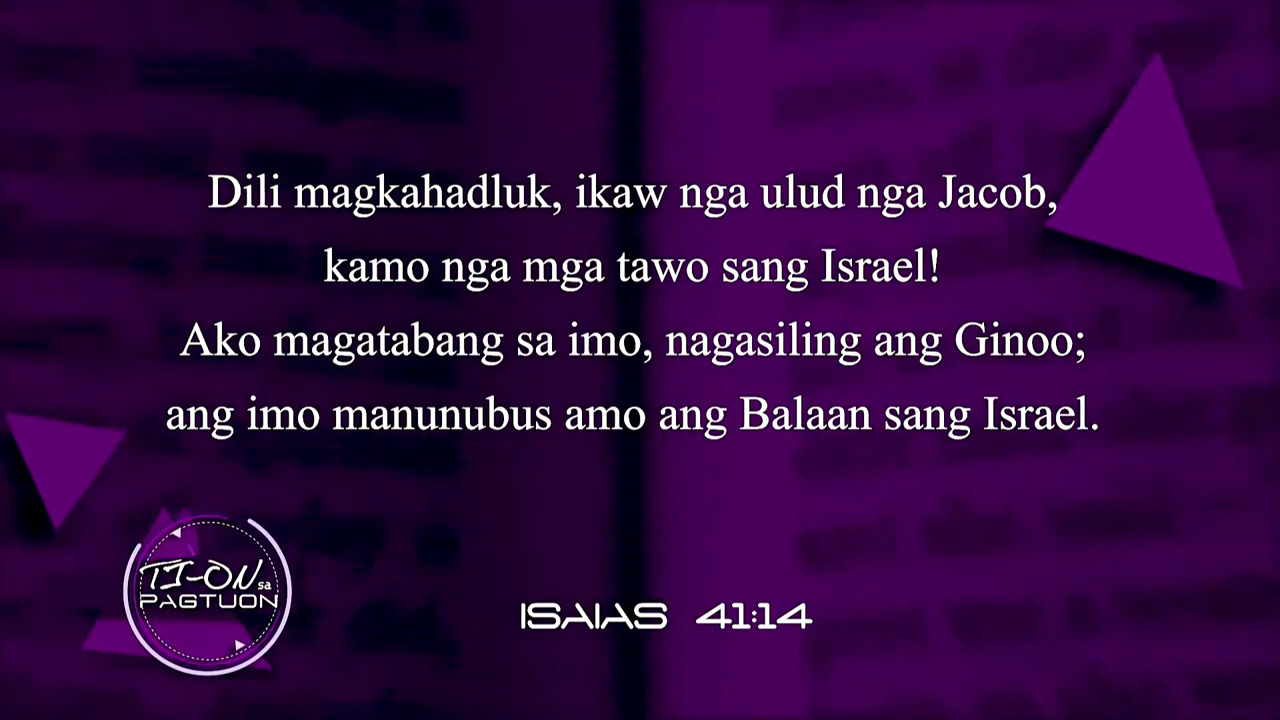 Dili magkahadluk, ikaw nga ulud nga Jacob,
kamo nga mga tawo sang Israel!
Ako magatabang sa imo, nagasiling ang Ginoo;
ang imo manunubus amo ang Balaan sang Israel.
TI-ON sa
PAGTUON
ISAIAS 41:14